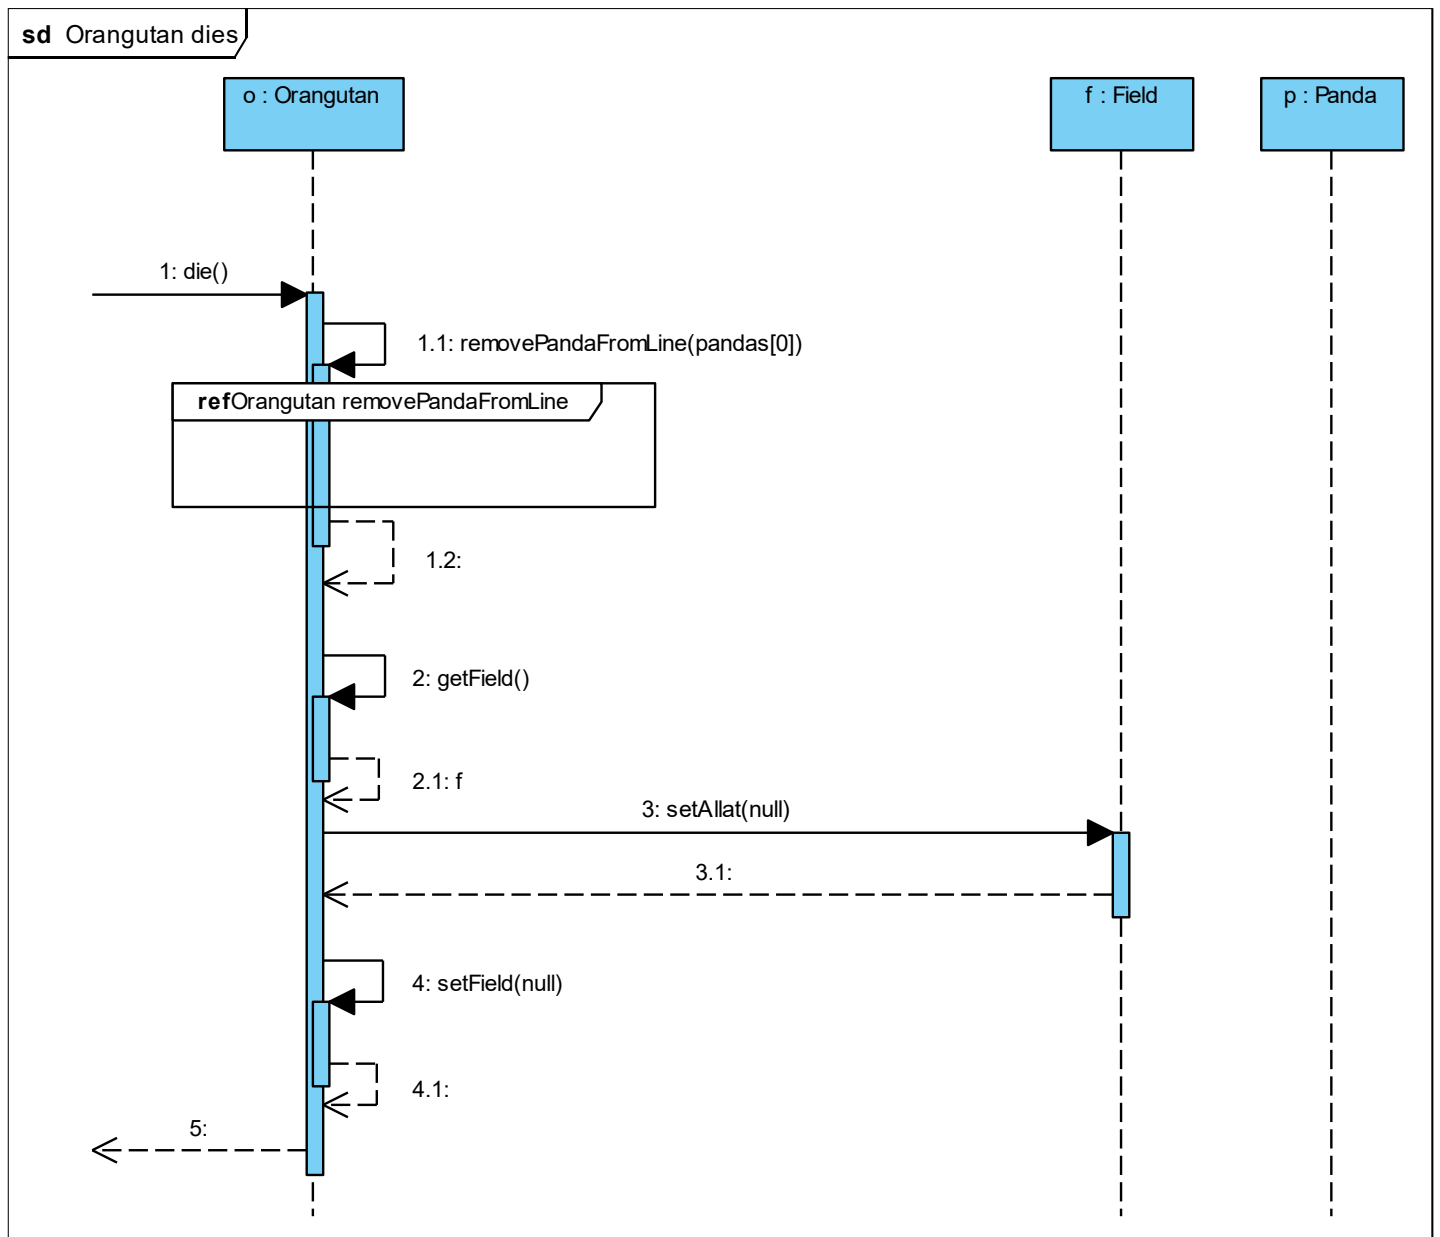 sd Orangutan dies
o : Orangutan
f : Field
p : Panda
1: die()
1.1: removePandaFromLine(pandas[0])
refOrangutan removePandaFromLine
1.2:
2: getField()
2.1: f
3: setAllat(null)
3.1:
4: setField(null)
4.1:
5: